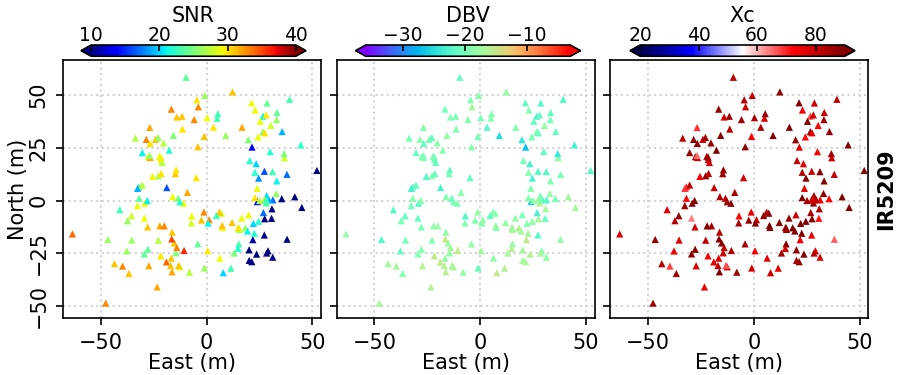 SNR DBV Xc
10 20 30 40 −30 −20 −10 20 40 60 80
50
25
0
−25
−50
North (m)
−50 0 50 −50 0 50 −50 0 50
East (m) East (m) East (m)
IR5209